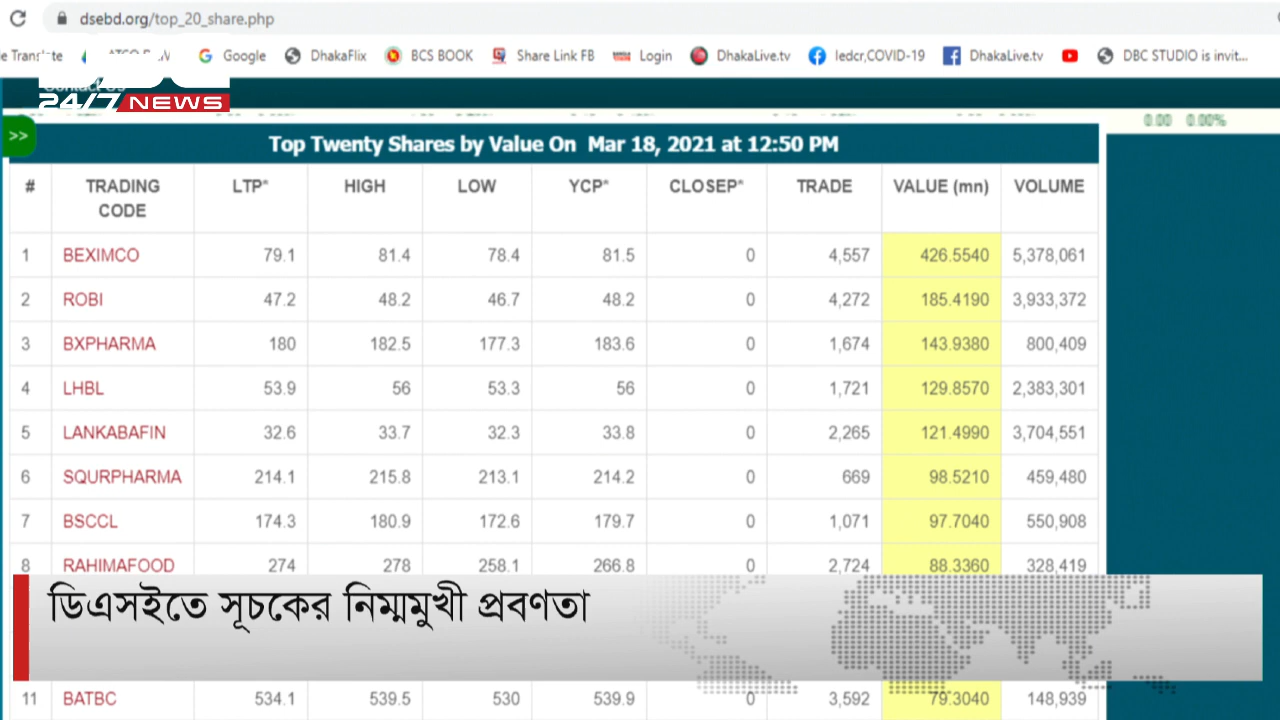 dsebd.org/top_20_share.php
Translate Google DhakaFlix BCS BOOK Share Link FB Login DhakaLive.tv Iedcr,COVID-19 DhakaLive.tv DBC STUDIO is invit...
Contact Us
24/7 NEWS
0.00 0.00%
>>
Top Twenty Shares by Value On Mar 18, 2021 at 12:50 PM
# TRADING CODE LTP* HIGH LOW YCP* CLOSEP* TRADE VALUE (mn) VOLUME
1 BEXIMCO 79.1 81.4 78.4 81.5 0 4,557 426.5540 5,378,061
2 ROBI 47.2 48.2 46.7 48.2 0 4,272 185.4190 3,933,372
3 BXPHARMA 180 182.5 177.3 183.6 0 1,674 143.9380 800,409
4 LHBL 53.9 56 53.3 56 0 1,721 129.8570 2,383,301
5 LANKABAFIN 32.6 33.7 32.3 33.8 0 2,265 121.4990 3,704,551
6 SQURPHARMA 214.1 215.8 213.1 214.2 0 669 98.5210 459,480
7 BSCCL 174.3 180.9 172.6 179.7 0 1,071 97.7040 550,908
8 RAHIMAFOOD 274 278 258.1 266.8 0 2,724 88.3360 328,419
ডিএসইতে সূচকের নিম্নমুখী প্রবণতা
11 BATBC 534.1 539.5 530 539.9 0 3,592 79.3040 148,939